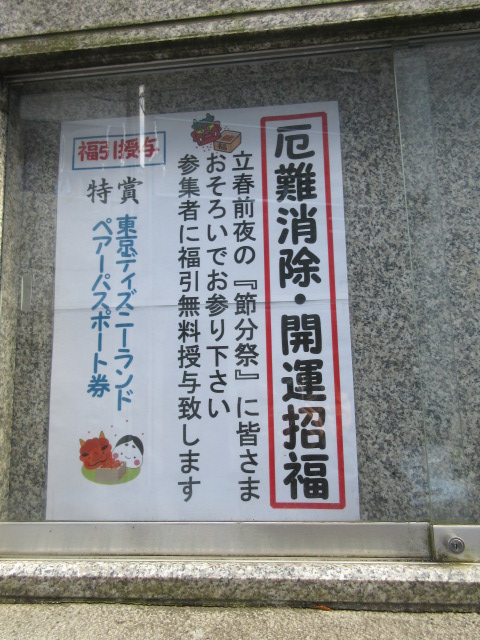 厄難消除・開運招福
立春前夜の『節分祭』に皆さま
おそろいでお参り下さい
参集者に福引無料授与致します
福引授与
特賞
東京ディズニーランド
ペアーパスポート券